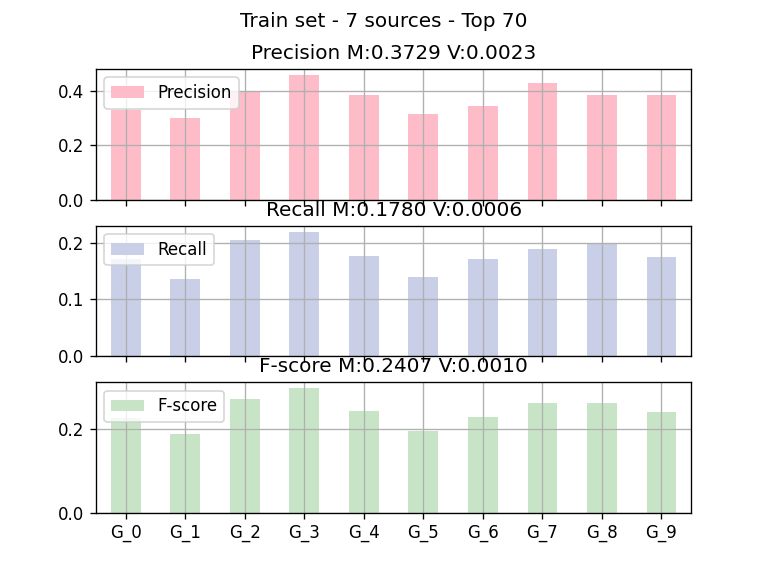 Train set - 7 sources - Top 70
Precision M:0.3729 V:0.0023
0.4
0.2
0.0
Precision
Recall M:0.1780 V:0.0006
0.2
0.1
0.0
Recall
F-score M:0.2407 V:0.0010
0.2
0.0
F-score
G_0 G_1 G_2 G_3 G_4 G_5 G_6 G_7 G_8 G_9